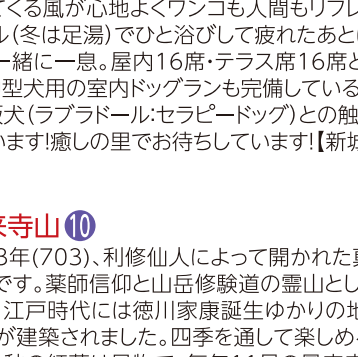 てくる風が心地よくワンコも人間もリフレ
ル(冬は足湯)でひと浴びして疲れたあと
一緒に一息。屋内16席・テラス席16席と
型犬用の室内ドッグランも完備している
犬(ラブラドール:セラピードッグ)との触
います!癒しの里でお待ちしています!【新城
来寺山 10
3年(703)、利修仙人によって開かれた真
です。薬師信仰と山岳修験道の霊山とし
江戸時代には徳川家康誕生ゆかりの地
が建築されました。四季を通して楽しめ